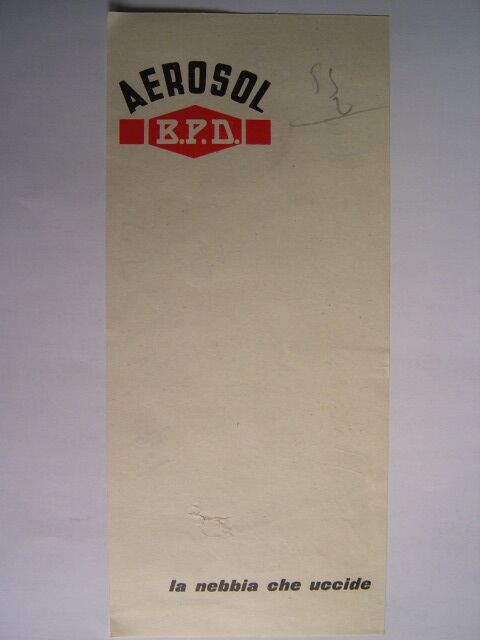 AEROSOL
B.P.D.
la nebbia che uccide